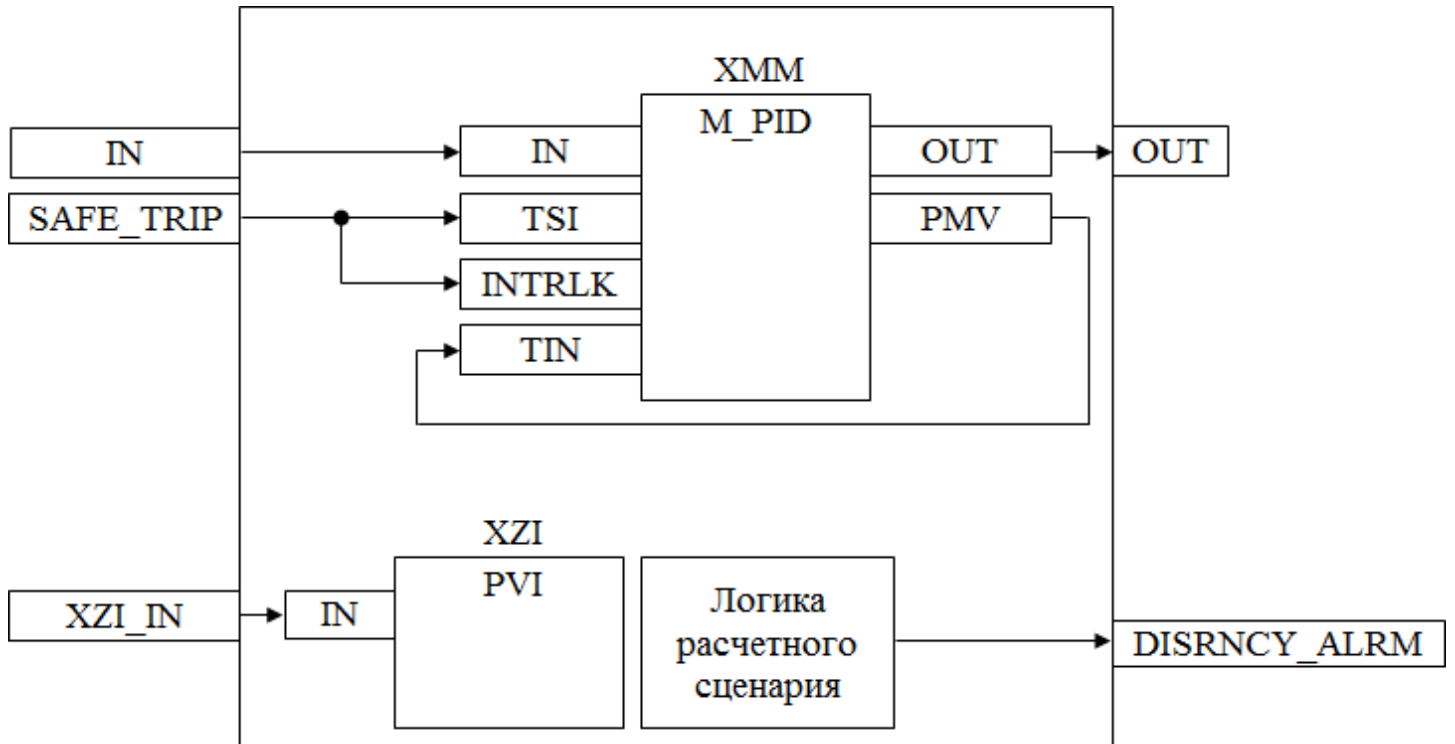 XMM
M_PID
IN
IN
OUT
OUT
SAFE_TRIP
TSI
PMV
INTRLK
TIN
XZI
PVI
XZI_IN
IN
Логика
расчетного
сценария
DISRNCY_ALRM